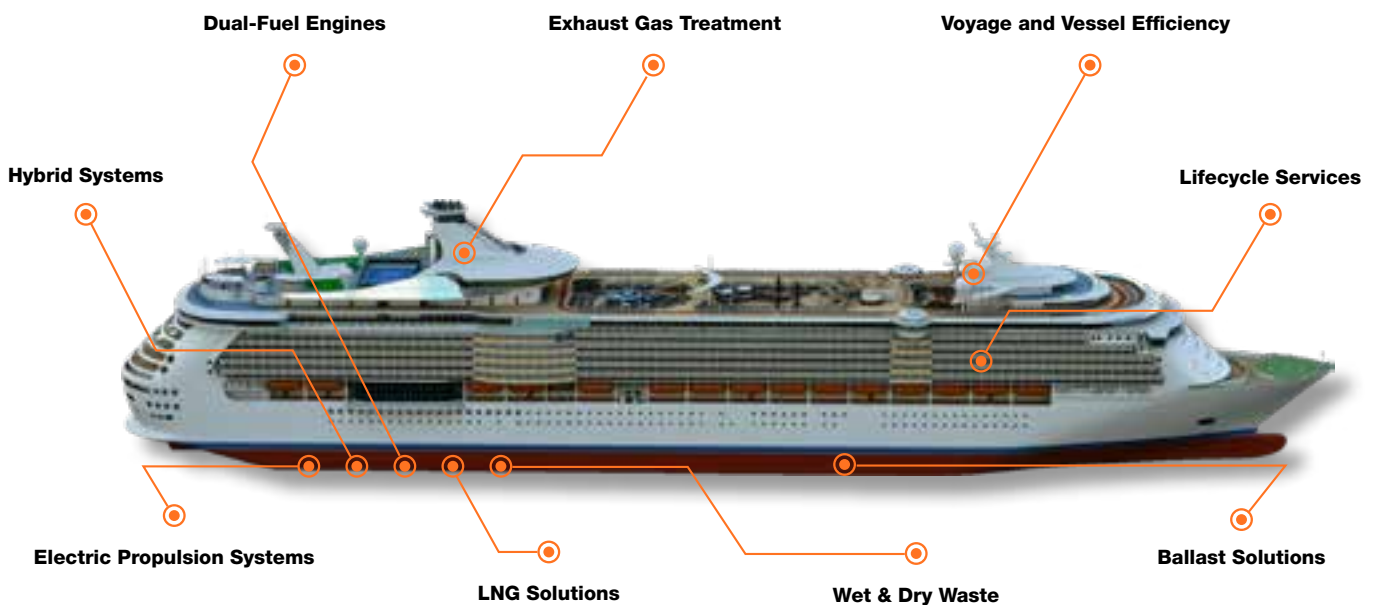 Dual-Fuel Engines
Exhaust Gas Treatment
Voyage and Vessel Efficiency
Hybrid Systems
Lifecycle Services
Electric Propulsion Systems
Ballast Solutions
LNG Solutions
Wet & Dry Waste